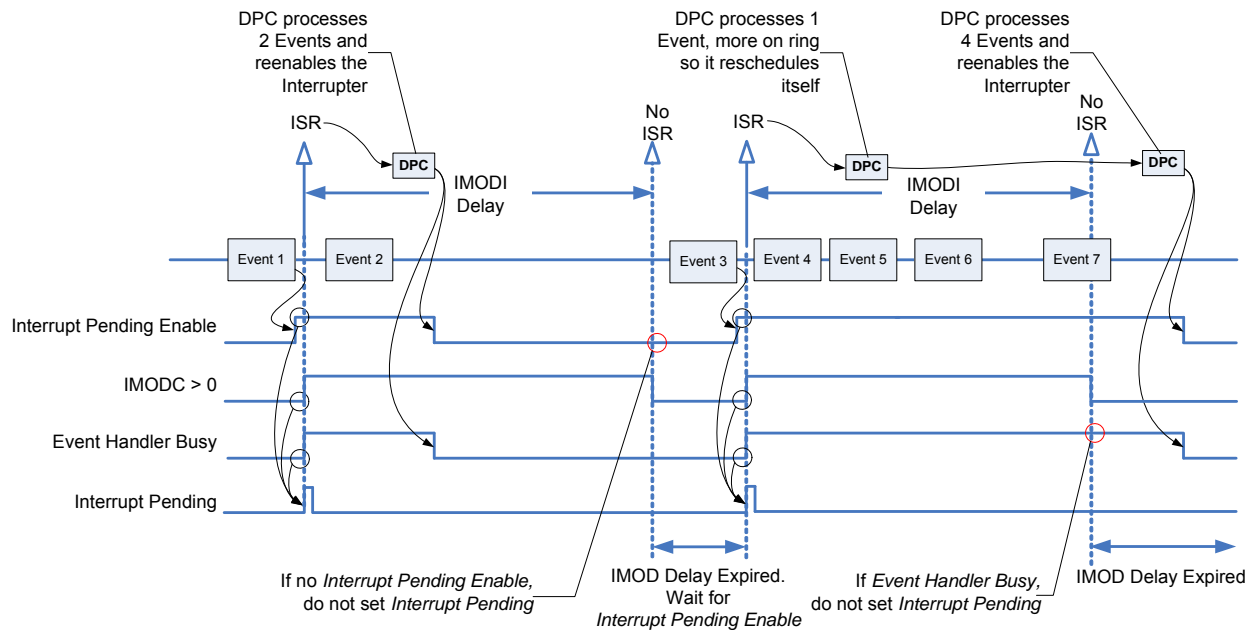 DPC processes
2 Events and
reenables the
Interrupter
DPC processes 1
Event, more on ring
so it reschedules
itself
DPC processes
4 Events and
reenables the
Interrupter
ISR
DPC
No
ISR
ISR
DPC
No
ISR
DPC
IMODI
Delay
IMODI
Delay
Event 1
Event 2
Event 3
Event 4
Event 5
Event 6
Event 7
Interrupt Pending Enable
IMODC > 0
Event Handler Busy
Interrupt Pending
If no Interrupt Pending Enable,
do not set Interrupt Pending
IMOD Delay Expired.
Wait for
Interrupt Pending Enable
If Event Handler Busy,
do not set Interrupt Pending
IMOD Delay Expired